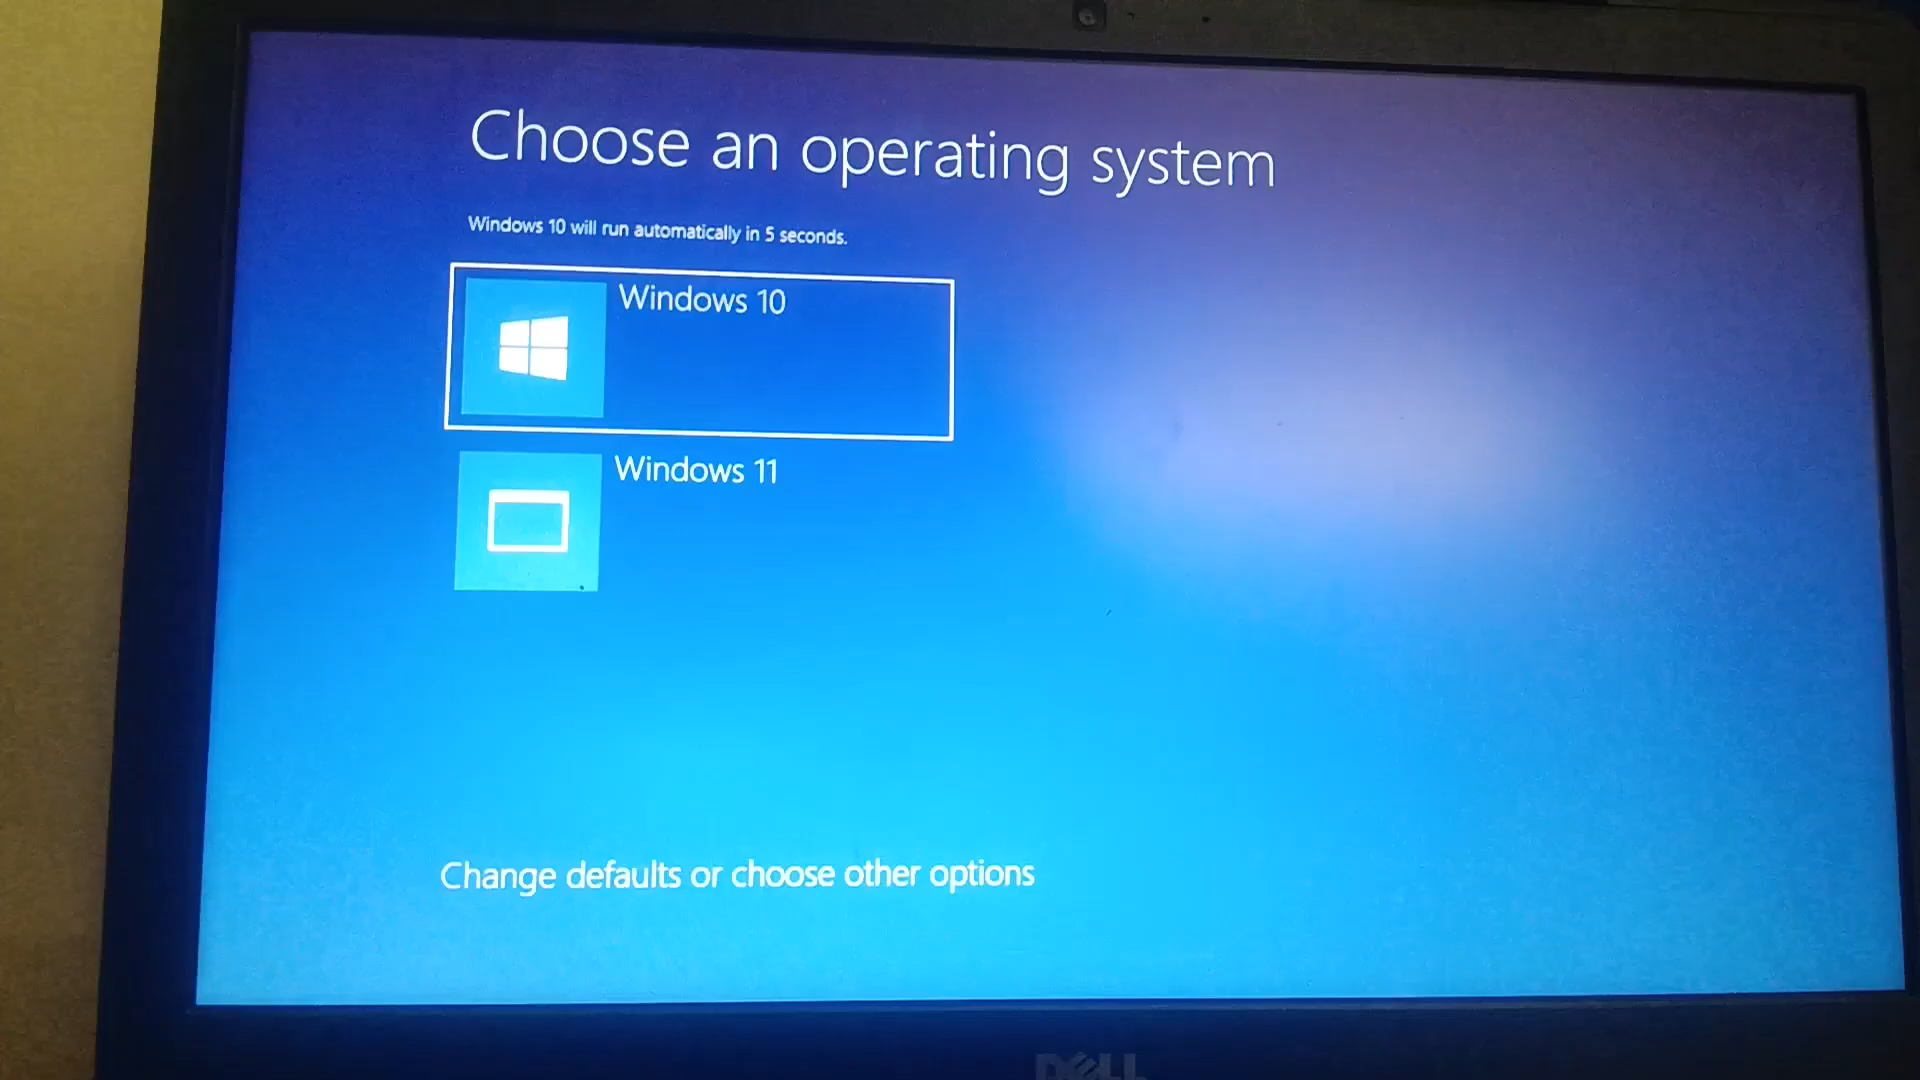 Choose an operating system
Windows 10 will run automatically in 5 seconds.
Windows 10
Windows 11
Change defaults or choose other options
DELL